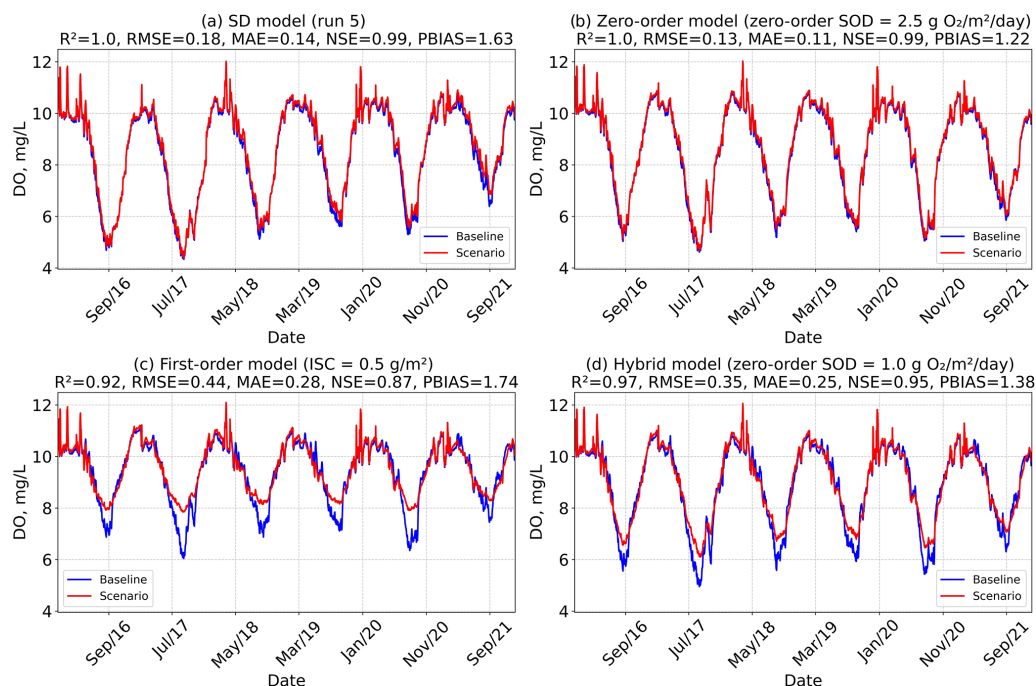 (a) SD model (run 5)
R²=1.0, RMSE=0.18, MAE=0.14, NSE=0.99, PBIAS=1.63
12
10
8
6
4
DO, mg/L
Baseline
Scenario
Sep/16
Jul/17
May/18
Mar/19
Jan/20
Nov/20
Sep/21
Date
(b) Zero-order model (zero-order SOD = 2.5 g O₂/m²/day)
R²=1.0, RMSE=0.13, MAE=0.11, NSE=0.99, PBIAS=1.22
12
10
8
6
4
DO, mg/L
Baseline
Scenario
Sep/16
Jul/17
May/18
Mar/19
Jan/20
Nov/20
Sep/21
Date
(c) First-order model (ISC = 0.5 g/m²)
R²=0.92, RMSE=0.44, MAE=0.28, NSE=0.87, PBIAS=1.74
12
10
8
6
4
DO, mg/L
Baseline
Scenario
Sep/16
Jul/17
May/18
Mar/19
Jan/20
Nov/20
Sep/21
Date
(d) Hybrid model (zero-order SOD = 1.0 g O₂/m²/day)
R²=0.97, RMSE=0.35, MAE=0.25, NSE=0.95, PBIAS=1.38
12
10
8
6
4
DO, mg/L
Baseline
Scenario
Sep/16
Jul/17
May/18
Mar/19
Jan/20
Nov/20
Sep/21
Date